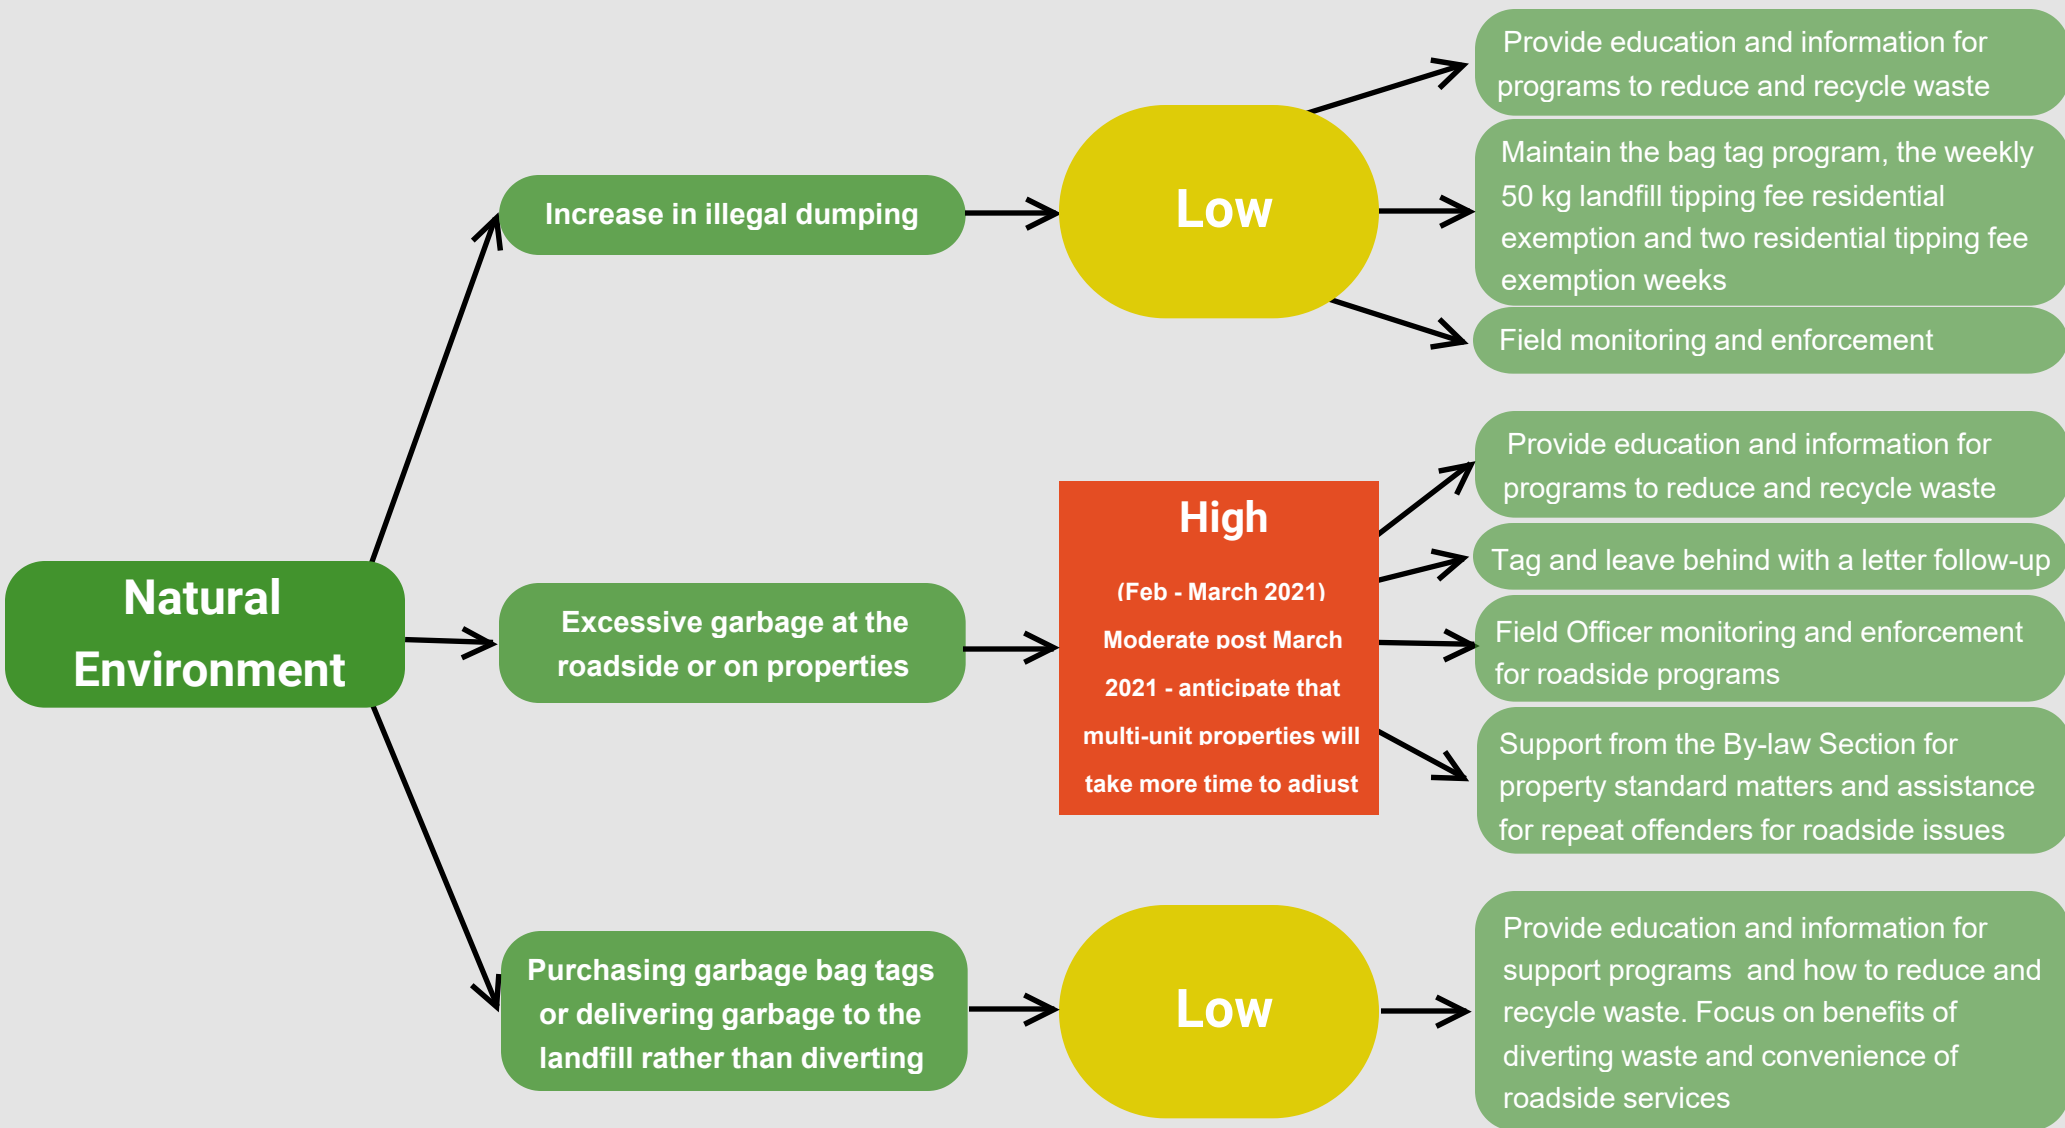 Natural
Environment
Increase in illegal dumping
Low
Provide education and information for
programs to reduce and recycle waste
Maintain the bag tag program, the weekly
50 kg landfill tipping fee residential
exemption and two residential tipping fee
exemption weeks
Field monitoring and enforcement
Excessive garbage at the
roadside or on properties
High
(Feb - March 2021)
Moderate post March
2021 - anticipate that
multi-unit properties will
take more time to adjust
Provide education and information for
programs to reduce and recycle waste
Tag and leave behind with a letter follow-up
Field Officer monitoring and enforcement
for roadside programs
Support from the By-law Section for
property standard matters and assistance
for repeat offenders for roadside issues
Purchasing garbage bag tags
or delivering garbage to the
landfill rather than diverting
Low
Provide education and information for
support programs  and how to reduce and
recycle waste. Focus on benefits of
diverting waste and convenience of
roadside services